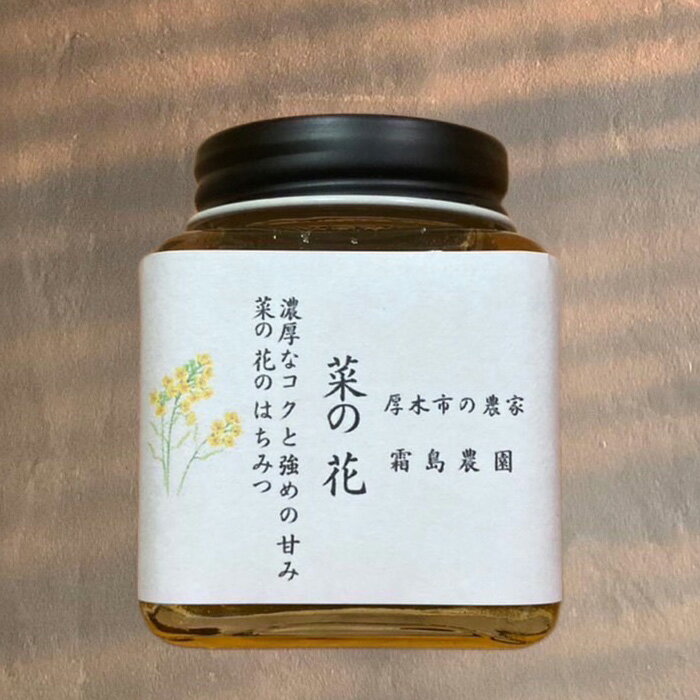 厚木市の農家
霜島農園
菜の花
濃厚なコクと強めの甘み
菜の花のはちみつ